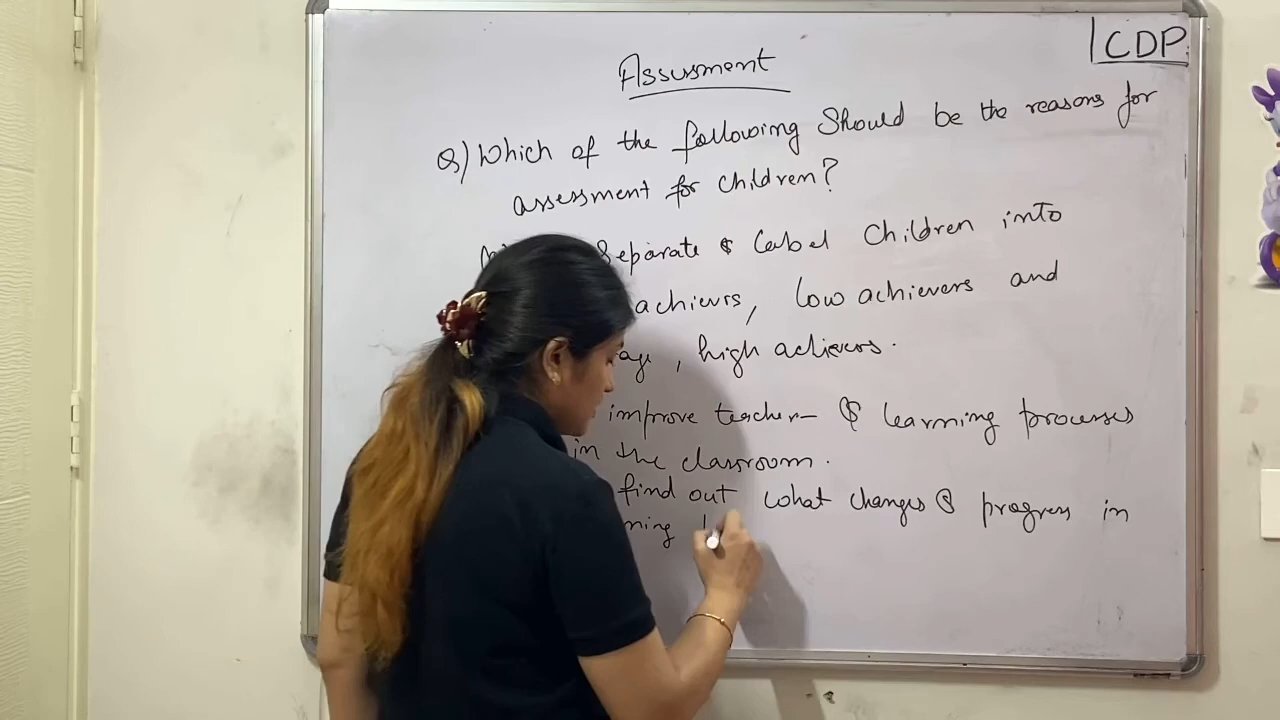 CDP
Assusment
Q) Which of the following Should be the reasons for
assessment for children?
Separate & Label Children into
achievers, low achievers and
high achievers.
improve teacher- & learning processes
in the classroom.
find out what changes & progress in